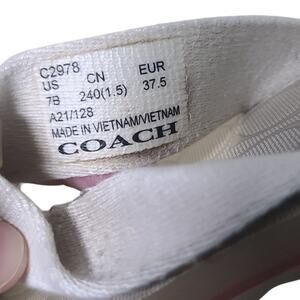 C2978
US CN EUR
7B 240(1.5) 37.5
A21/128
MADE IN VIETNAM/VIETNAM
COACH